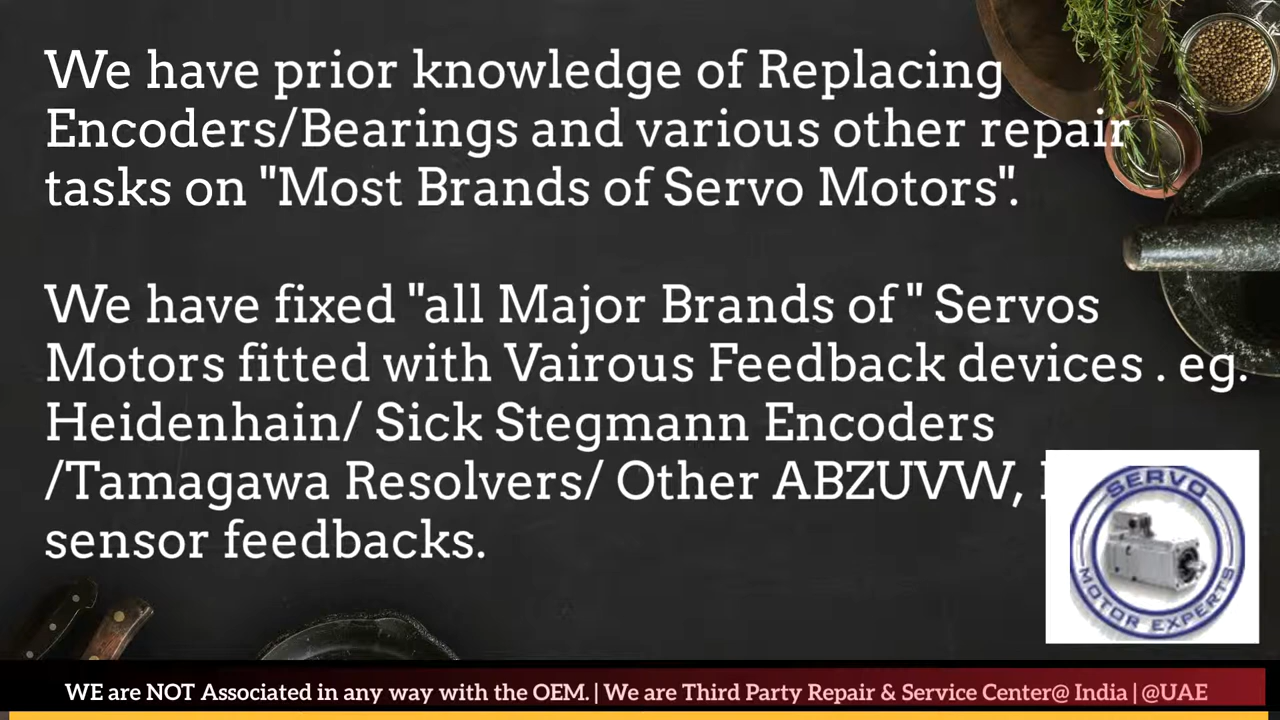 We have prior knowledge of Replacing
Encoders/Bearings and various other repair
tasks on "Most Brands of Servo Motors".
We have fixed "all Major Brands of " Servos
Motors fitted with Vairous Feedback devices . eg.
Heidenhain/ Sick Stegmann Encoders
/Tamagawa Resolvers/ Other ABZUVW,
sensor feedbacks.
SERVO
MOTOR EXPERTS
WE are NOT Associated in any way with the OEM. | We are Third Party Repair & Service Center@ India | @UAE